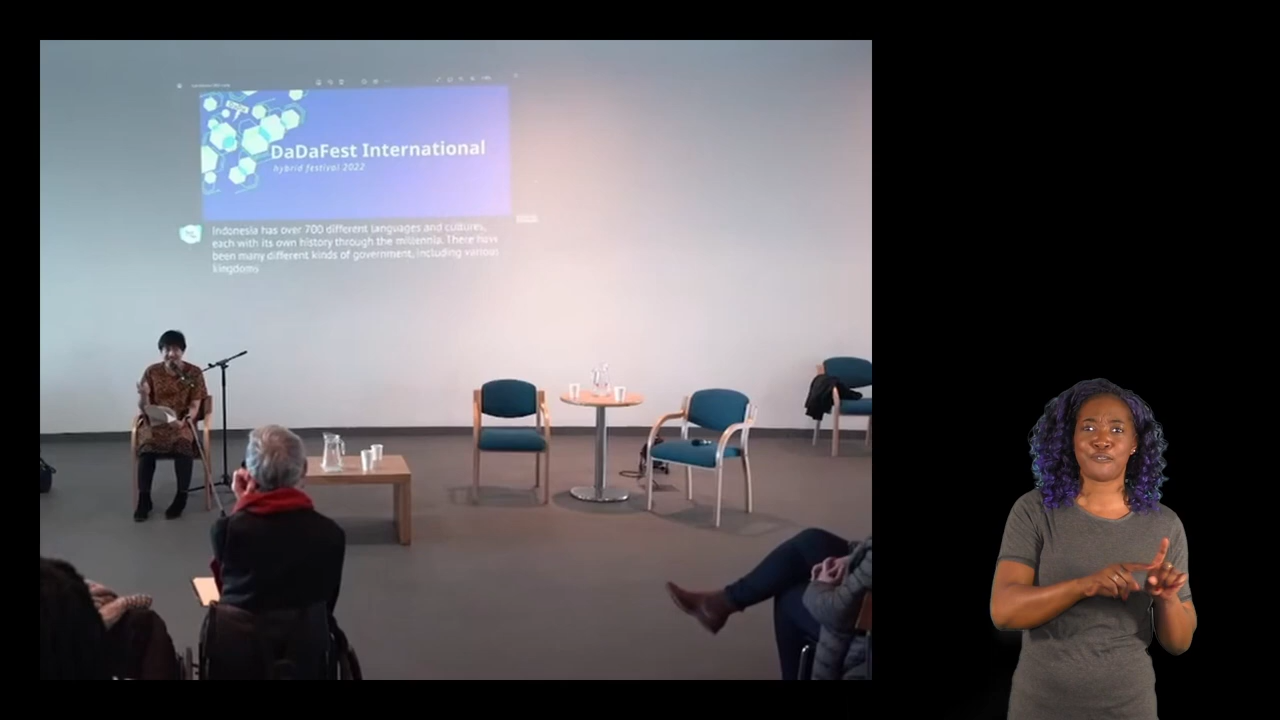 DaDaFest International
hybrid festival 2022
Indonesia has over 700 different languages and cultures,
each with its own history through the millennia. There have
been many different kinds of government, including various
kingdoms